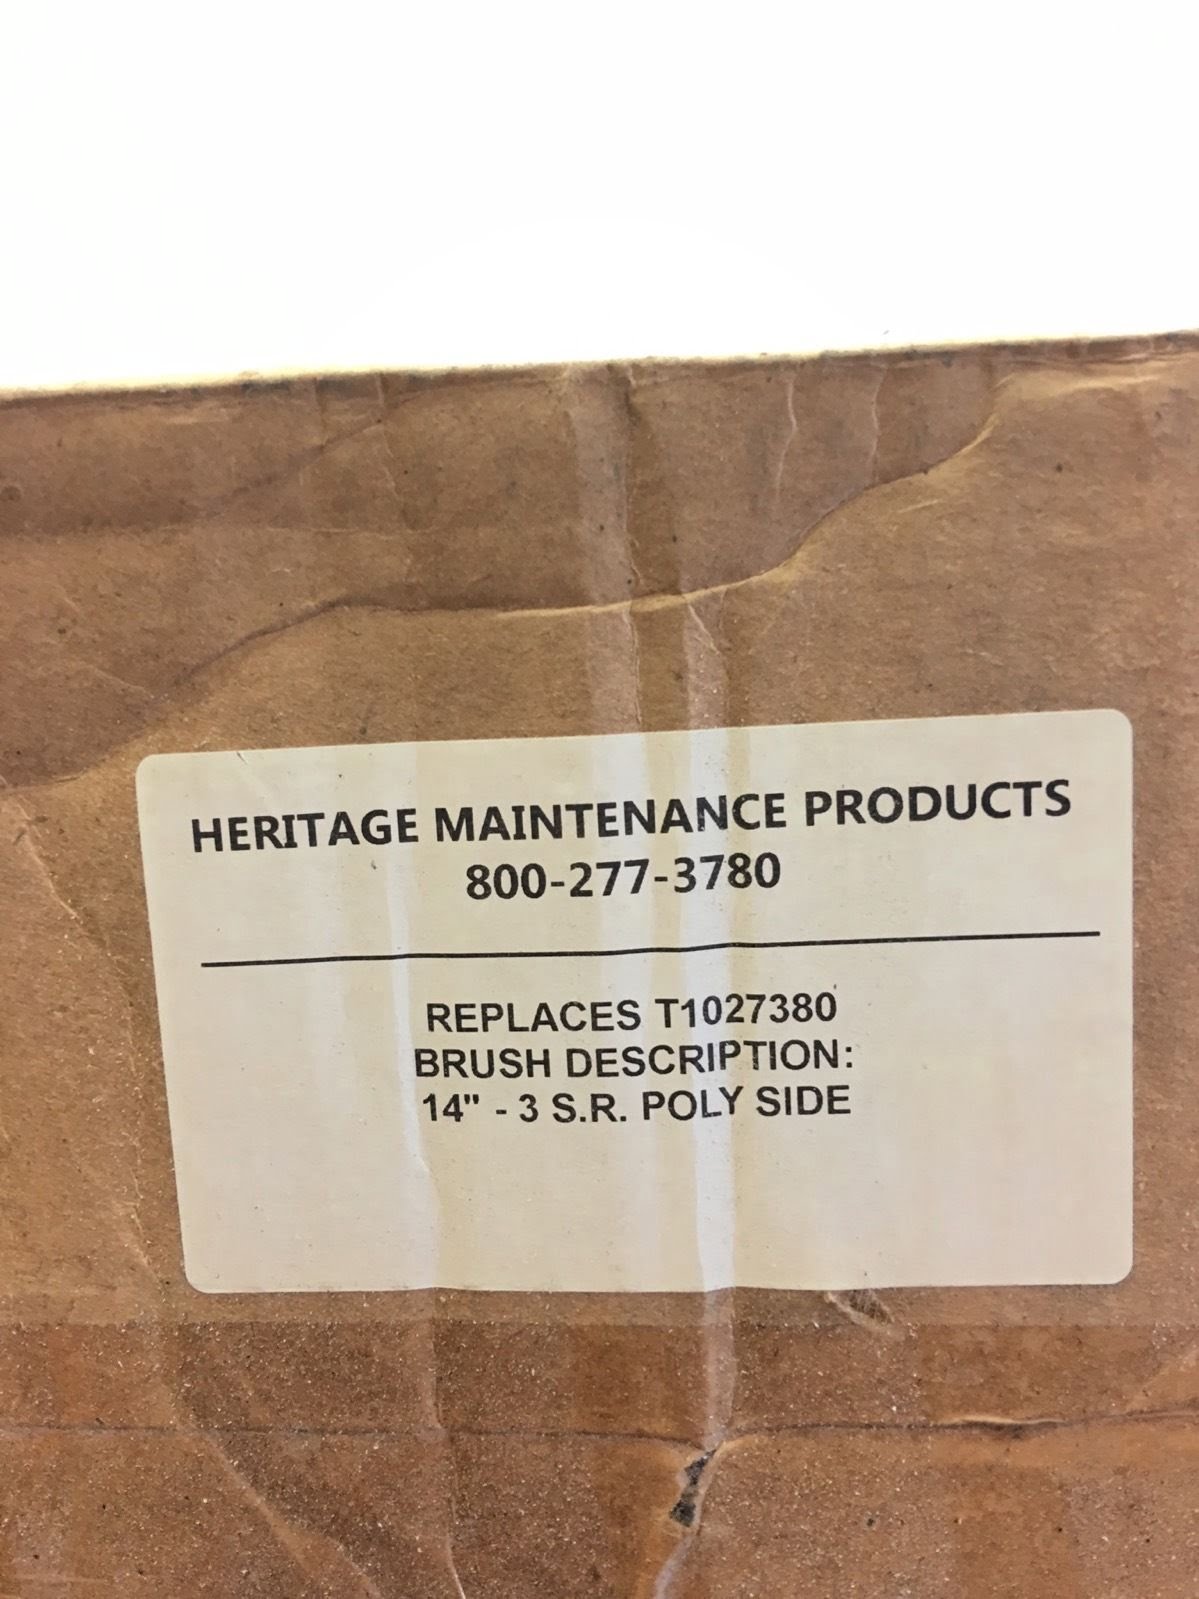 HERITAGE MAINTENANCE PRODUCTS
800-277-3780
REPLACES T1027380
BRUSH DESCRIPTION:
14" - 3 S.R. POLY SIDE